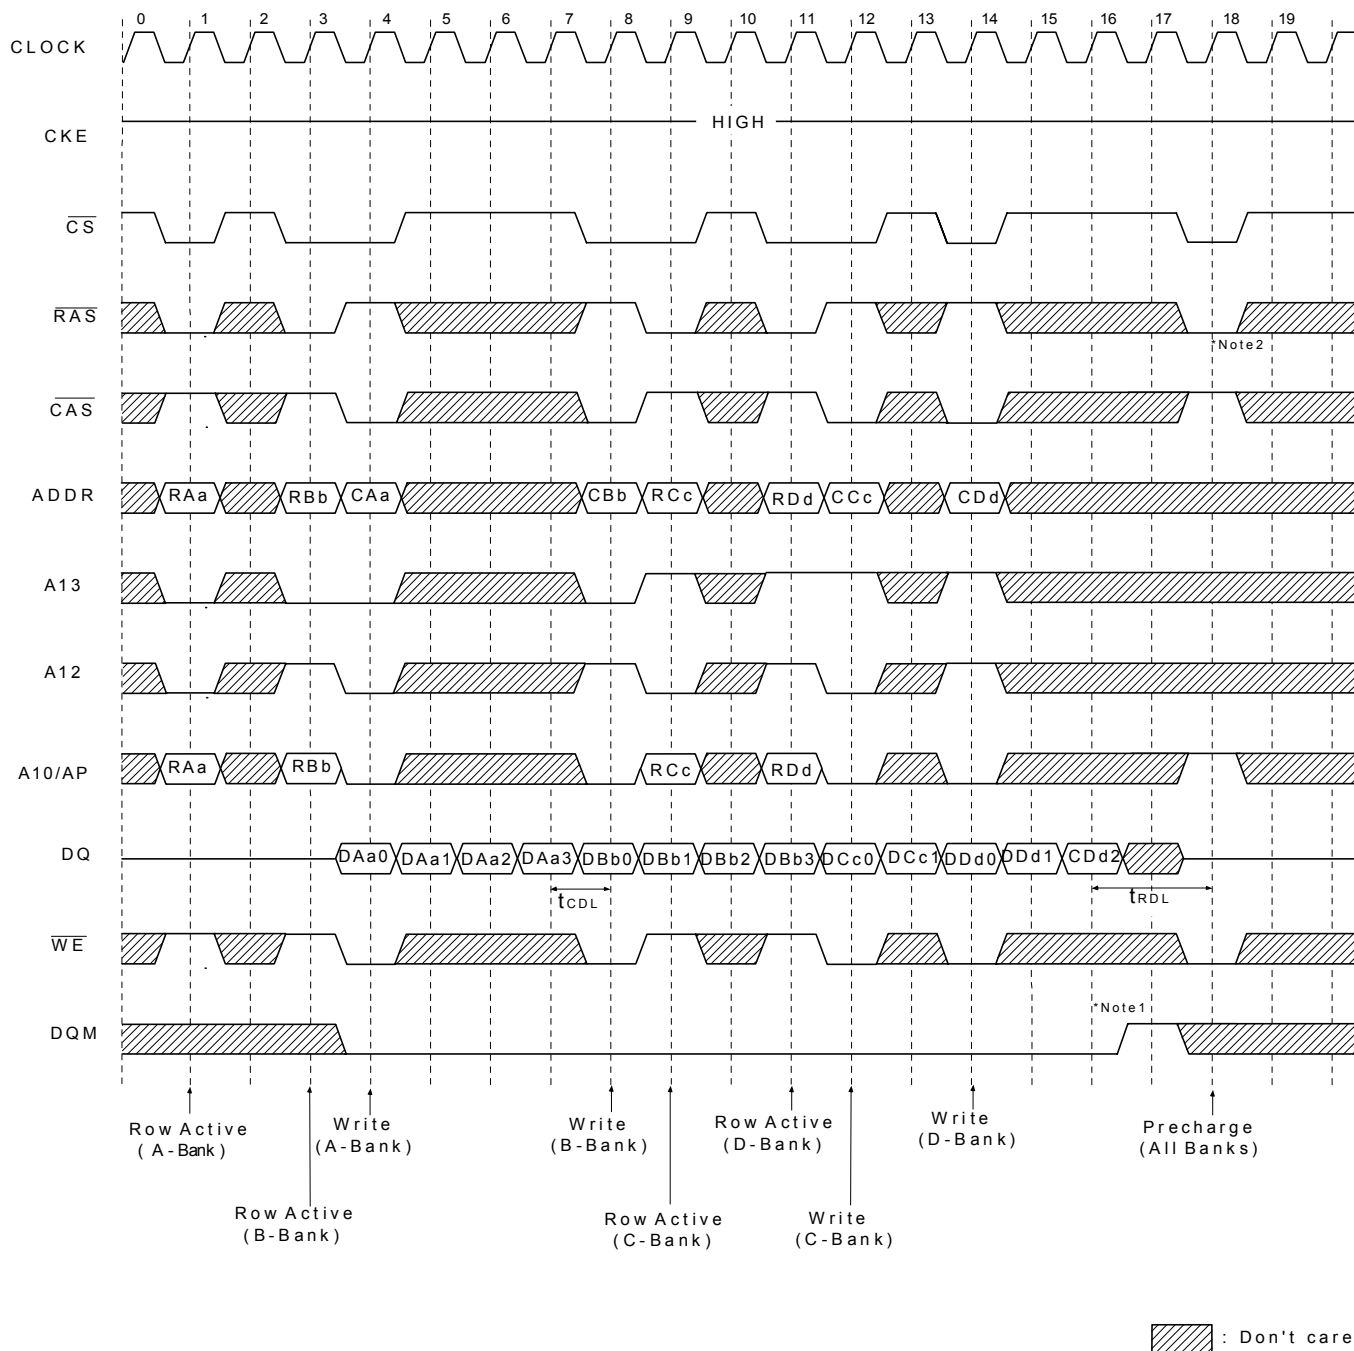 0 1 2 3 4 5 6 7 8 9 10 11 12 13 14 15 16 17 18 19
CLOCK
CKE
HIGH
CS
RAS
*Note2
CAS
ADDR RAa RBb CAa CBb RCc RDd CCc CDd
A13
A12
A10/AP RAa RBb RCc RDd
DQ DAa0 DAa1 DAa2 DAa3 DBb0 DBb1 DBb2 DBb3 DCc0 DCc1 DDd0 DDd1 CDd2
tCDL tRDL
WE
*Note1
DQM
Row Active
(A-Bank)
Write
(A-Bank)
Write
(B-Bank)
Row Active
(D-Bank)
Write
(D-Bank)
Precharge
(All Banks)
Row Active
(B-Bank)
Row Active
(C-Bank)
Write
(C-Bank)
: Don't care